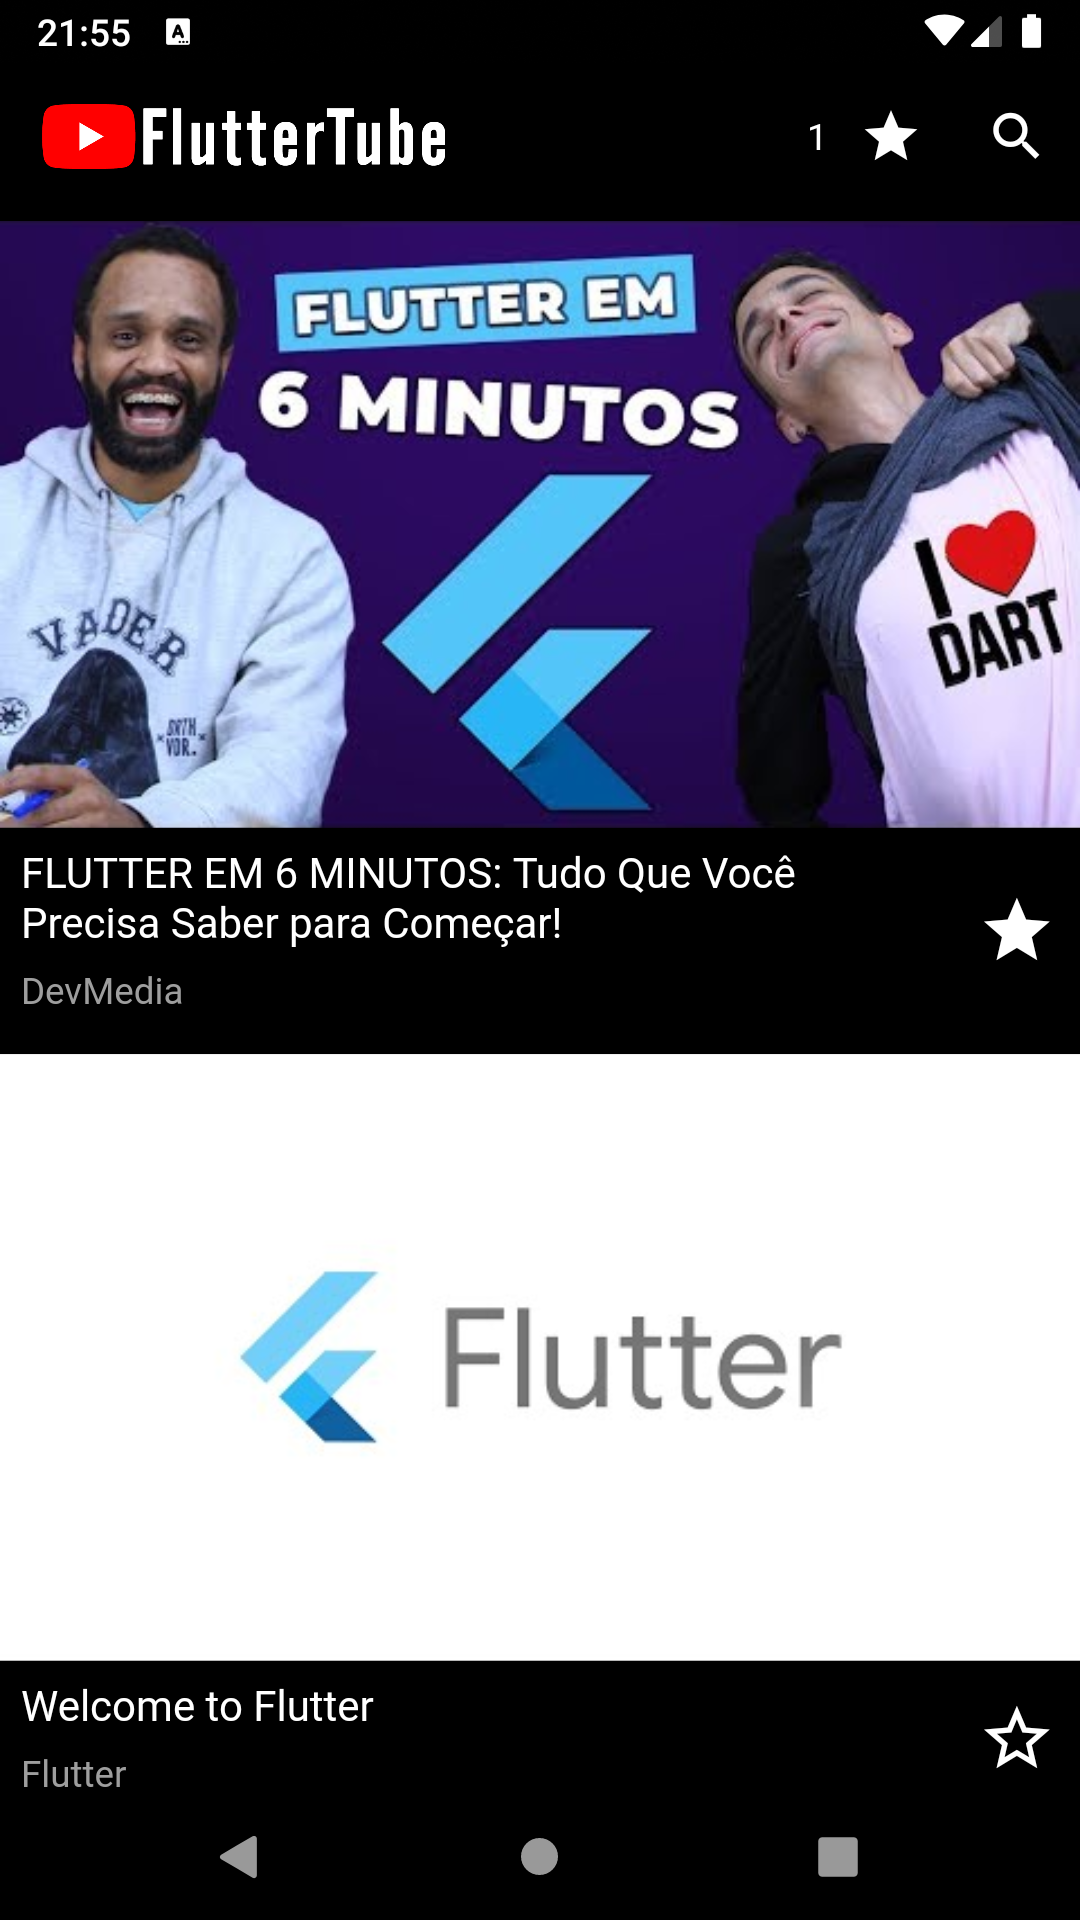 21:55
A
FlutterTube
1
FLUTTER EM
6 MINUTOS
VADER
DRTH
VDR.
I
DART
FLUTTER EM 6 MINUTOS: Tudo Que Você
Precisa Saber para Começar!
DevMedia
Flutter
Welcome to Flutter
Flutter